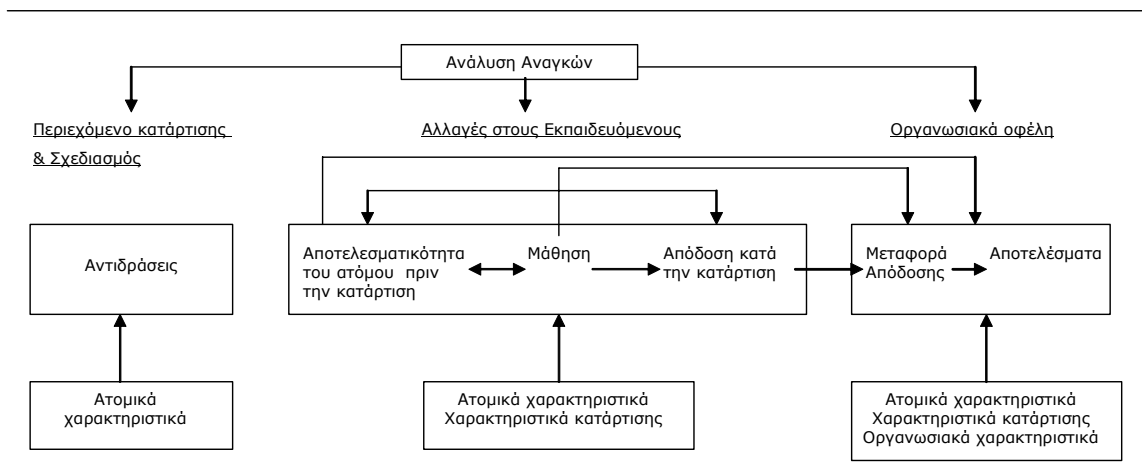 Ανάλυση Αναγκών
Περιεχόμενο κατάρτισης
& Σχεδιασμός
Αλλαγές στους Εκπαιδευόμενους
Οργανωσιακά οφέλη
Αντιδράσεις
Αποτελεσματικότητα
του ατόμου πριν
την κατάρτιση
Μάθηση
Απόδοση κατά
την κατάρτιση
Μεταφορά
Απόδοσης
Αποτελέσματα
Ατομικά
χαρακτηριστικά
Ατομικά χαρακτηριστικά
Χαρακτηριστικά κατάρτισης
Ατομικά χαρακτηριστικά
Χαρακτηριστικά κατάρτισης
Οργανωσιακά χαρακτηριστικά